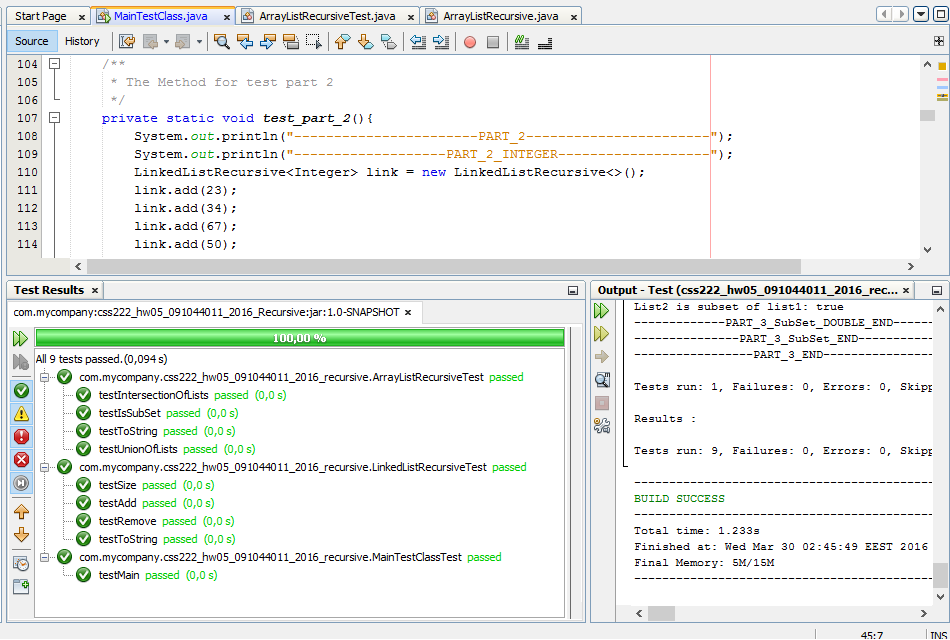 Start Page × MainTestClass.java × ArrayListRecursiveTest.java × ArrayListRecursive.java ×
Source History
104 /**
105 * The Method for test part 2
106 */
107 private static void test_part_2(){
108 System.out.println("-----------------------PART_2-----------------------");
109 System.out.println("-------------------PART_2_INTEGER-------------------");
110 LinkedListRecursive<Integer> link = new LinkedListRecursive<>();
111 link.add(23);
112 link.add(34);
113 link.add(67);
114 link.add(50);
Test Results ×
com.mycompany:css222_hw05_091044011_2016_Recursive:jar:1.0-SNAPSHOT ×
100,00 %
All 9 tests passed.(0,094 s)
com.mycompany.css222_hw05_091044011_2016_recursive.ArrayListRecursiveTest passed
testIntersectionOfLists passed (0,0 s)
testIsSubSet passed (0,0 s)
testToString passed (0,0 s)
testUnionOfLists passed (0,0 s)
com.mycompany.css222_hw05_091044011_2016_recursive.LinkedListRecursiveTest passed
testSize passed (0,0 s)
testAdd passed (0,0 s)
testRemove passed (0,0 s)
testToString passed (0,0 s)
com.mycompany.css222_hw05_091044011_2016_recursive.MainTestClassTest passed
testMain passed (0,0 s)
Output - Test (css222_hw05_091044011_2016_rec... ×
List2 is subset of list1: true
-------------PART_3_SubSet_DOUBLE_END------
---------------PART_3_SubSet_END-----------
-----------------PART_3_END----------------
Tests run: 1, Failures: 0, Errors: 0, Skipp
Results :
Tests run: 9, Failures: 0, Errors: 0, Skipp
-------------------------------------------
BUILD SUCCESS
-------------------------------------------
Total time: 1.233s
Finished at: Wed Mar 30 02:45:49 EEST 2016
Final Memory: 5M/15M
-------------------------------------------
45:7 INS